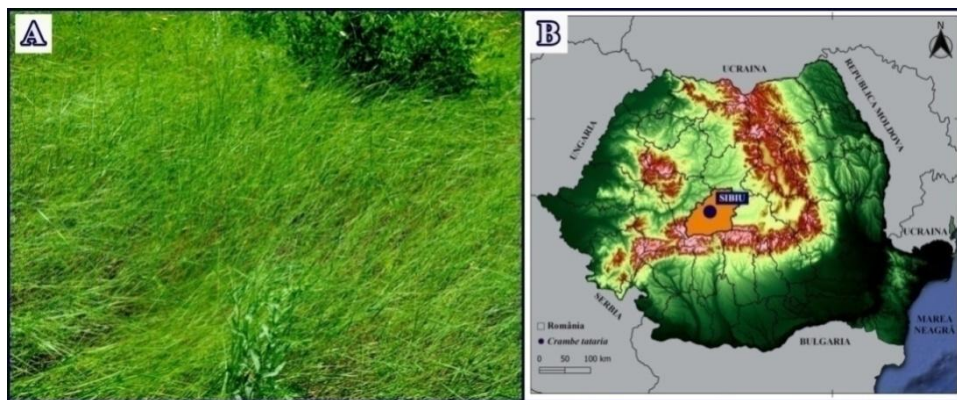 A
B
N
UCRAINA
REPUBLICA MOLDOVA
UNGARIA
SIBIU
UCRAINA
SERBIA
MAREA
NEAGRĂ
România
Crambe tataria
BULGARIA
0 50 100 km